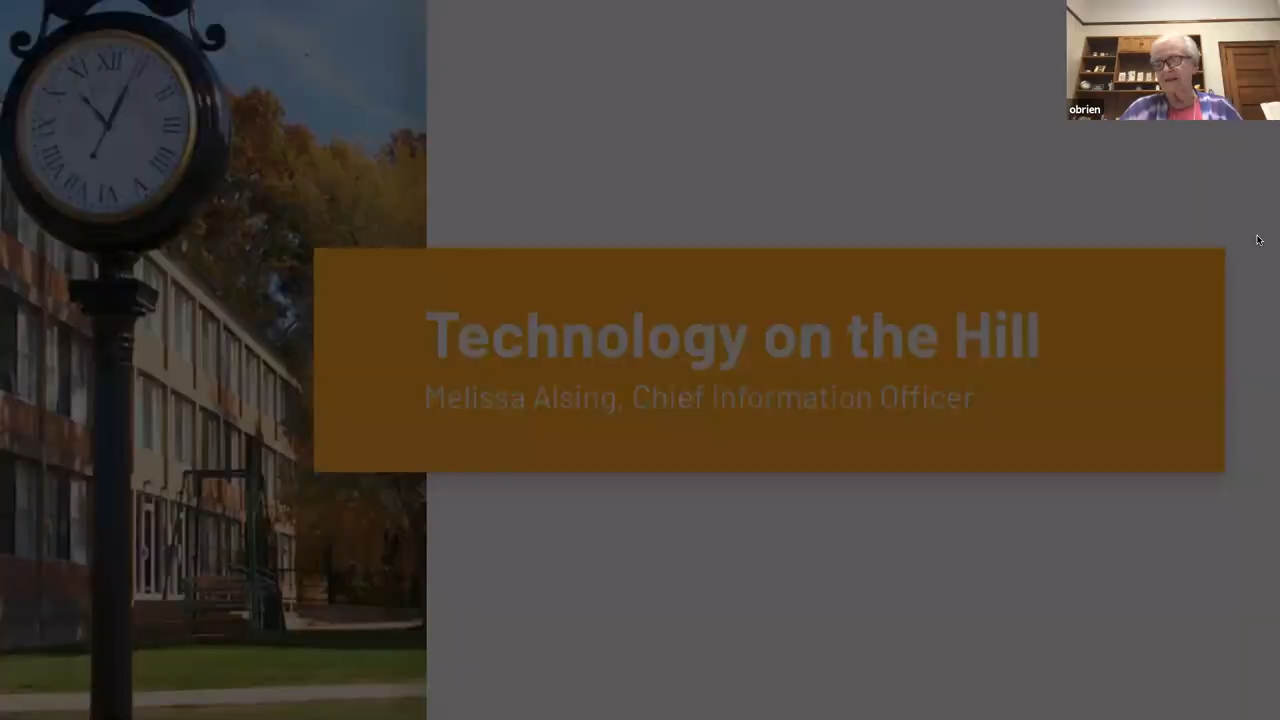 obrien
Technology on the Hill
Melissa Alsing, Chief Information Officer